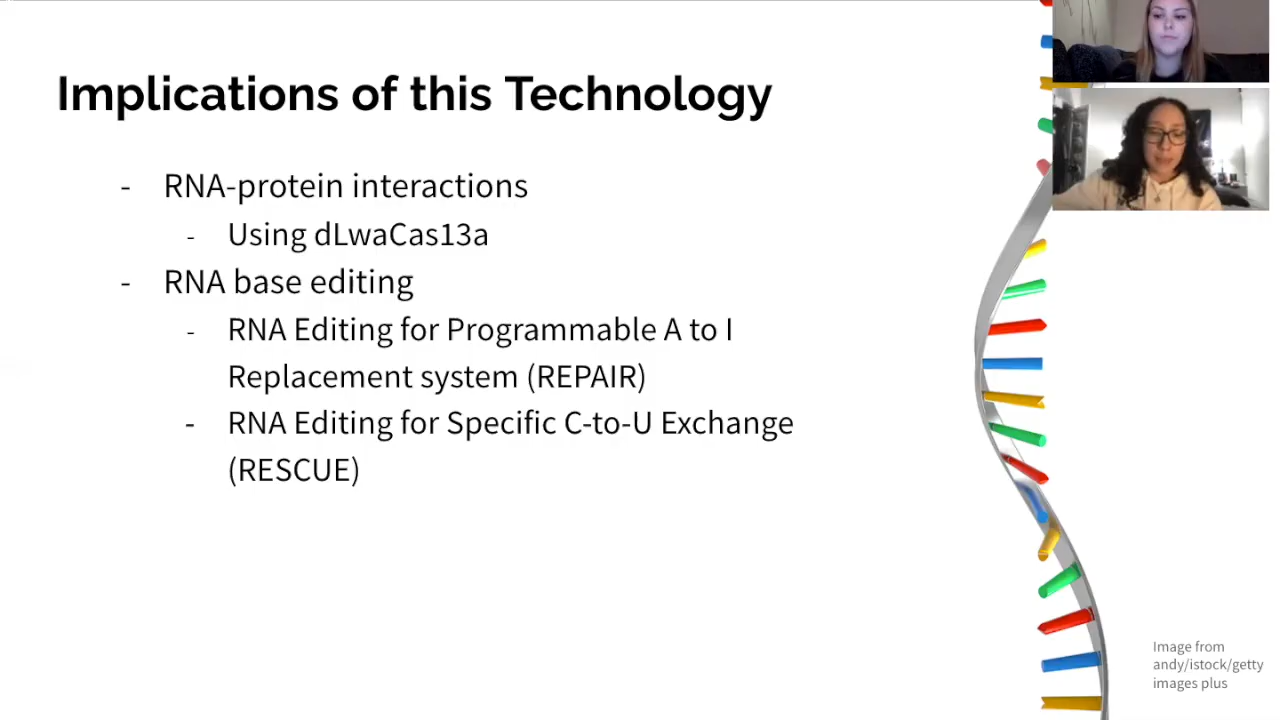 Implications of this Technology
- RNA-protein interactions
- Using dLwaCas13a
- RNA base editing
- RNA Editing for Programmable A to I
Replacement system (REPAIR)
- RNA Editing for Specific C-to-U Exchange
(RESCUE)
Image from
andy/istock/getty
images plus